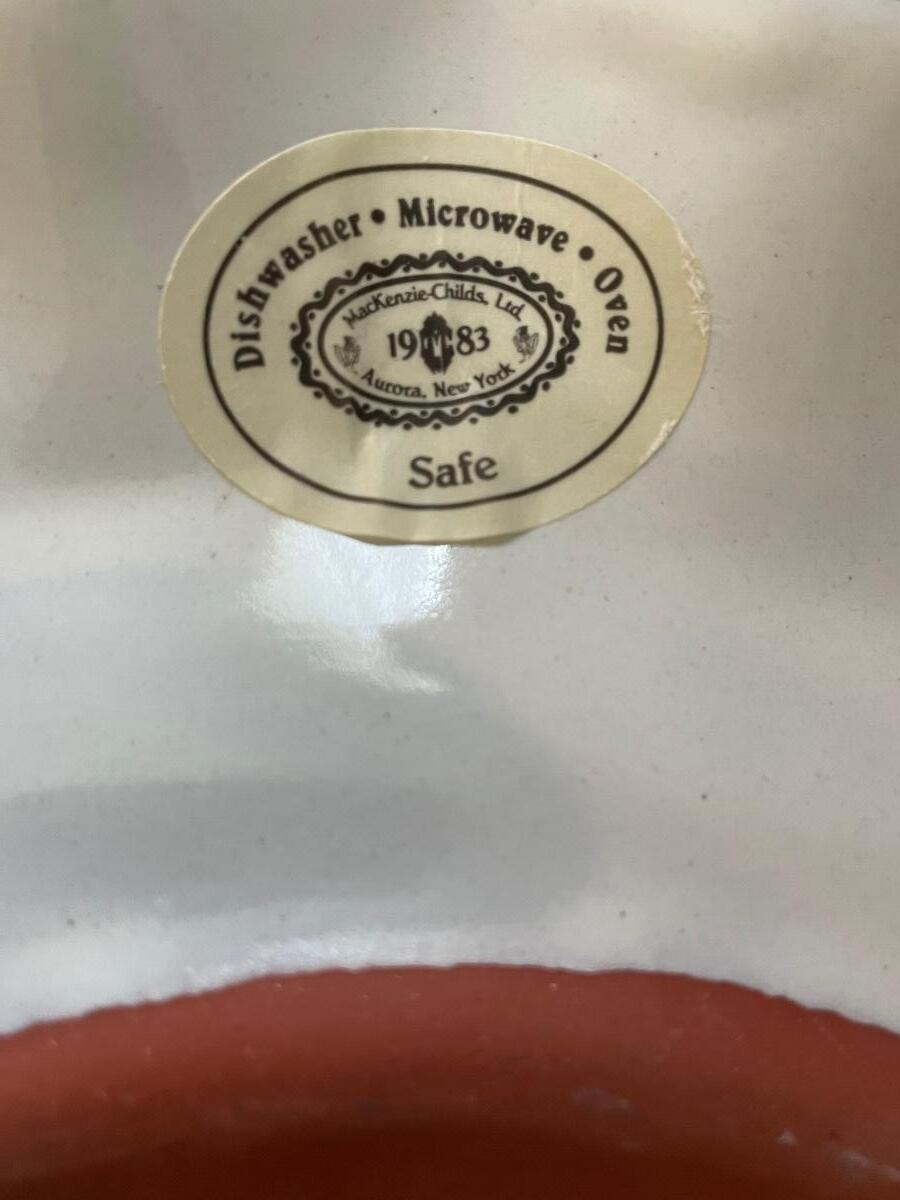 Dishwasher • Microwave • Oven
MacKenzie-Childs, Ltd.
19 M 83
Aurora, New York
Safe